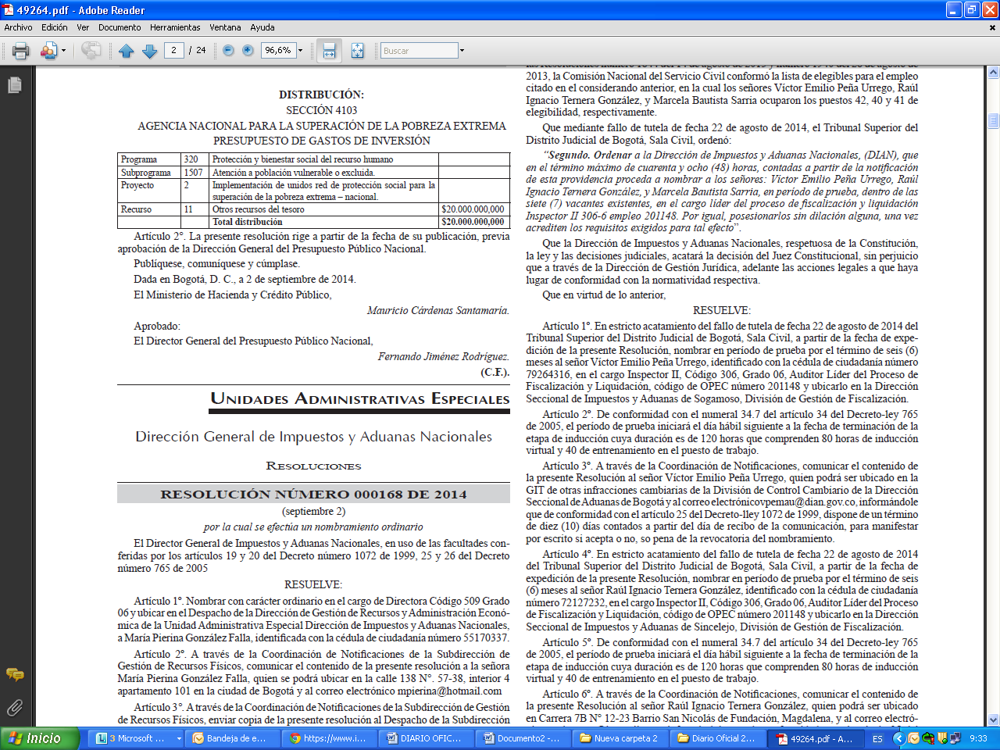 49264.pdf - Adobe Reader
Archivo Edición Ver Documento Herramientas Ventana Ayuda
2 / 24 96,6% Buscar
DISTRIBUCIÓN:
SECCIÓN 4103
AGENCIA NACIONAL PARA LA SUPERACIÓN DE LA POBREZA EXTREMA
PRESUPUESTO DE GASTOS DE INVERSIÓN
Programa 320 Protección y bienestar social del recurso humano
Subprograma 1507 Atención a población vulnerable o excluida.
Proyecto 2 Implementación de unidos red de protección social para la
superación de la pobreza extrema – nacional.
Recurso 11 Otros recursos del tesoro $20.000.000,000
Total distribución $20.000.000,000
Artículo 2°. La presente resolución rige a partir de la fecha de su publicación, previa
aprobación de la Dirección General del Presupuesto Público Nacional.
Publíquese, comuníquese y cúmplase.
Dada en Bogotá, D. C., a 2 de septiembre de 2014.
El Ministerio de Hacienda y Crédito Público,
Mauricio Cárdenas Santamaría.
Aprobado:
El Director General del Presupuesto Público Nacional,
Fernando Jiménez Rodríguez.
(C.F.).
UNIDADES ADMINISTRATIVAS ESPECIALES
Dirección General de Impuestos y Aduanas Nacionales
RESOLUCIONES
RESOLUCIÓN NÚMERO 000168 DE 2014
(septiembre 2)
por la cual se efectúa un nombramiento ordinario
El Director General de Impuestos y Aduanas Nacionales, en uso de las facultades con-
feridas por los artículos 19 y 20 del Decreto número 1072 de 1999, 25 y 26 del Decreto
número 765 de 2005
RESUELVE:
Artículo 1º. Nombrar con carácter ordinario en el cargo de Directora Código 509 Grado
06 y ubicar en el Despacho de la Dirección de Gestión de Recursos y Administración Econó-
mica de la Unidad Administrativa Especial Dirección de Impuestos y Aduanas Nacionales,
a María Pierina González Falla, identificada con la cédula de ciudadanía número 55170337.
Artículo 2º. A través de la Coordinación de Notificaciones de la Subdirección de
Gestión de Recursos Físicos, comunicar el contenido de la presente resolución a la señora
María Pierina González Falla, quien se podrá ubicar en la calle 138 N°. 57-38, interior 4
apartamento 101 en la ciudad de Bogotá y al correo electrónico mpierina@hotmail.com
Artículo 3º. A través de la Coordinación de Notificaciones de la Subdirección de Gestión
de Recursos Físicos, enviar copia de la presente resolución al Despacho de la Subdirección
2013, la Comisión Nacional del Servicio Civil conformó la lista de elegibles para el empleo
citado en el considerando anterior, en la cual los señores Víctor Emilio Peña Urrego, Raúl
Ignacio Ternera González, y Marcela Bautista Sarria ocuparon los puestos 42, 40 y 41 de
elegibilidad, respectivamente.
Que mediante fallo de tutela de fecha 22 de agosto de 2014, el Tribunal Superior del
Distrito Judicial de Bogotá, Sala Civil, ordenó:
“Segundo. Ordenar a la Dirección de Impuestos y Aduanas Nacionales, (DIAN), que
en el término máximo de cuarenta y ocho (48) horas, contadas a partir de la notificación
de esta providencia proceda a nombrar a los señores: Víctor Emilio Peña Urrego, Raúl
Ignacio Ternera González, y Marcela Bautista Sarria, en período de prueba, dentro de las
siete (7) vacantes existentes, en el cargo líder del proceso de fiscalización y liquidación
Inspector II 306-6 empleo 201148. Por igual, posesionarlos sin dilación alguna, una vez
acrediten los requisitos exigidos para tal efecto”.
Que la Dirección de Impuestos y Aduanas Nacionales, respetuosa de la Constitución,
la ley y las decisiones judiciales, acatará la decisión del Juez Constitucional, sin perjuicio
que a través de la Dirección de Gestión Jurídica, adelante las acciones legales a que haya
lugar de conformidad con la normatividad respectiva.
Que en virtud de lo anterior,
RESUELVE:
Artículo 1º. En estricto acatamiento del fallo de tutela de fecha 22 de agosto de 2014 del
Tribunal Superior del Distrito Judicial de Bogotá, Sala Civil, a partir de la fecha de expe-
dición de la presente Resolución, nombrar en período de prueba por el término de seis (6)
meses al señor Víctor Emilio Peña Urrego, identificado con la cédula de ciudadanía número
79264316, en el cargo Inspector II, Código 306, Grado 06, Auditor Líder del Proceso de
Fiscalización y Liquidación, código de OPEC número 201148 y ubicarlo en la Dirección
Seccional de Impuestos y Aduanas de Sogamoso, División de Gestión de Fiscalización.
Artículo 2º. De conformidad con el numeral 34.7 del artículo 34 del Decreto-ley 765
de 2005, el período de prueba iniciará el día hábil siguiente a la fecha de terminación de la
etapa de inducción cuya duración es de 120 horas que comprenden 80 horas de inducción
virtual y 40 de entrenamiento en el puesto de trabajo.
Artículo 3º. A través de la Coordinación de Notificaciones, comunicar el contenido de
la presente Resolución al señor Víctor Emilio Peña Urrego, quien podrá ser ubicado en la
GIT de otras infracciones cambiarias de la División de Control Cambiario de la Dirección
Seccional de Aduanas de Bogotá y al correo electrónicovpemau@dian.gov.co, informándole
que de conformidad con el artículo 25 del Decreto-lley 1072 de 1999, dispone de un término
de diez (10) días contados a partir del día de recibo de la comunicación, para manifestar
por escrito si acepta o no, so pena de la revocatoria del nombramiento.
Artículo 4º. En estricto acatamiento del fallo de tutela de fecha 22 de agosto de 2014
del Tribunal Superior del Distrito Judicial de Bogotá, Sala Civil, a partir de la fecha de
expedición de la presente Resolución, nombrar en período de prueba por el término de seis
(6) meses al señor Raúl Ignacio Ternera González, identificado con la cédula de ciudadanía
número 72127232, en el cargo Inspector II, Código 306, Grado 06, Auditor Líder del Proceso
de Fiscalización y Liquidación, código de OPEC número 201148 y ubicarlo en la Dirección
Seccional de Impuestos y Aduanas de Sincelejo, División de Gestión de Fiscalización.
Artículo 5º. De conformidad con el numeral 34.7 del artículo 34 del Decreto-ley 765
de 2005, el período de prueba iniciará el día hábil siguiente a la fecha de terminación de la
etapa de inducción cuya duración es de 120 horas que comprenden 80 horas de inducción
virtual y 40 de entrenamiento en el puesto de trabajo.
Artículo 6º. A través de la Coordinación de Notificaciones, comunicar el contenido de
la presente Resolución al señor Raúl Ignacio Ternera González, quien podrá ser ubicado
en Carrera 7B N° 12-23 Barrio San Nicolás de Fundación, Magdalena, y al correo electró-
Inicio 3 Microsoft ... Bandeja de e... https://www.i... DIARIO OFIC... Documento2 -... Nueva carpeta 2 Diario Oficial 2... 49264.pdf - A... ES 9:33